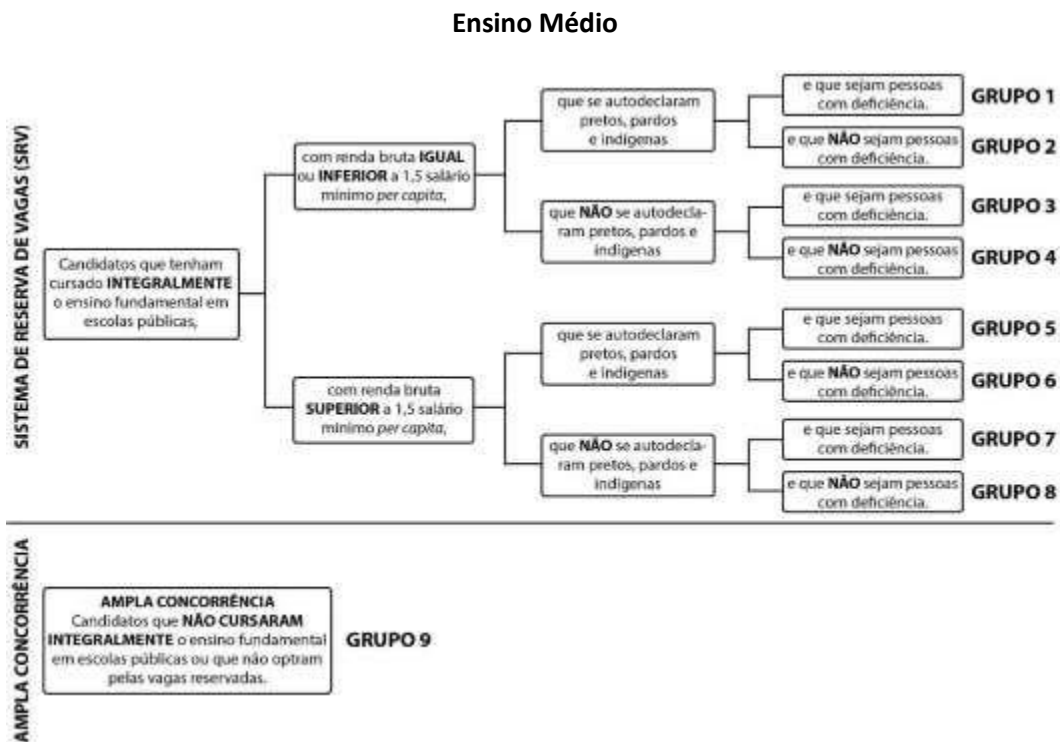 Ensino Médio
SISTEMA DE RESERVA DE VAGAS (SRV)
Candidatos que tenham
cursado INTEGRALMENTE
o ensino fundamental em
escolas públicas,
com renda bruta IGUAL
ou INFERIOR a 1,5 salário
mínimo per capita,
que se autodeclaram
pretos, pardos
e indígenas
e que sejam pessoas
com deficiência.
GRUPO 1
e que NÃO sejam pessoas
com deficiência.
GRUPO 2
que NÃO se autodecla-
ram pretos, pardos e
indígenas
e que sejam pessoas
com deficiência.
GRUPO 3
e que NÃO sejam pessoas
com deficiência.
GRUPO 4
com renda bruta
SUPERIOR a 1,5 salário
mínimo per capita,
que se autodeclaram
pretos, pardos
e indígenas
e que sejam pessoas
com deficiência.
GRUPO 5
e que NÃO sejam pessoas
com deficiência.
GRUPO 6
que NÃO se autodecla-
ram pretos, pardos e
indígenas
e que sejam pessoas
com deficiência.
GRUPO 7
e que NÃO sejam pessoas
com deficiência.
GRUPO 8
AMPLA CONCORRÊNCIA
AMPLA CONCORRÊNCIA
Candidatos que NÃO CURSARAM
INTEGRALMENTE o ensino fundamental
em escolas públicas ou que não optram
pelas vagas reservadas.
GRUPO 9